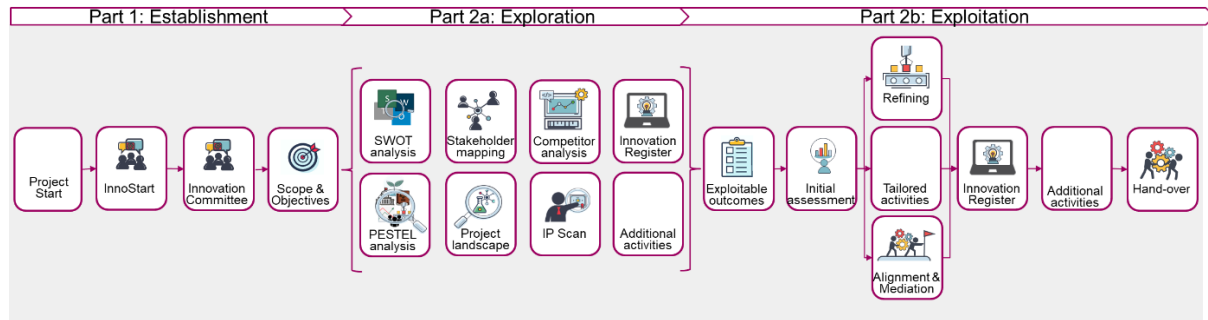 Part 1: Establishment
Part 2a: Exploration
Part 2b: Exploitation
Project
Start
InnoStart
Innovation
Committee
Scope &
Objectives
S
W
T
SWOT
analysis
Stakeholder
mapping
Competitor
analysis
Innovation
Register
PESTEL
analysis
Project
landscape
IP Scan
Additional
activities
Exploitable
outcomes
Initial
assessment
Refining
Tailored
activities
Alignment &
Mediation
Innovation
Register
Additional
activities
Hand-over